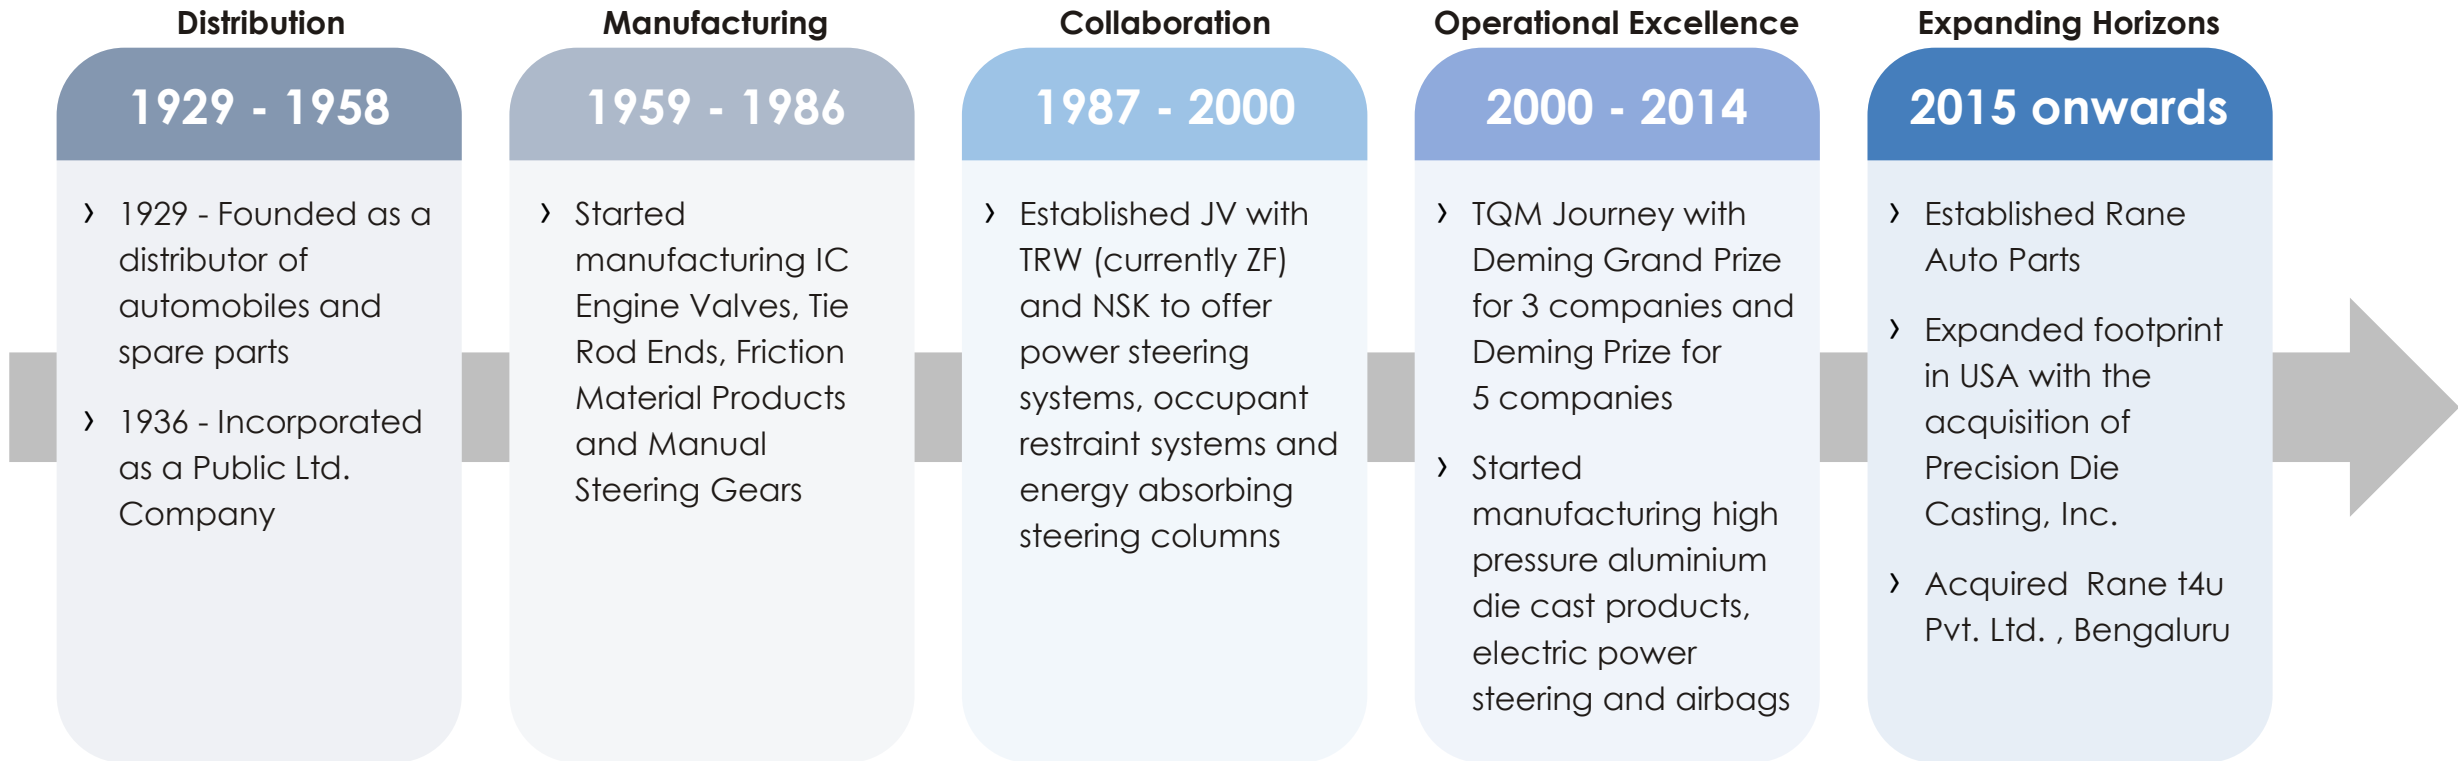 Distribution
1929 - 1958
› 1929 - Founded as a
distributor of
automobiles and
spare parts
› 1936 - Incorporated
as a Public Ltd.
Company
Manufacturing
1959 - 1986
› Started
manufacturing IC
Engine Valves, Tie
Rod Ends, Friction
Material Products
and Manual
Steering Gears
Collaboration
1987 - 2000
› Established JV with
TRW (currently ZF)
and NSK to offer
power steering
systems, occupant
restraint systems and
energy absorbing
steering columns
Operational Excellence
2000 - 2014
› TQM Journey with
Deming Grand Prize
for 3 companies and
Deming Prize for
5 companies
› Started
manufacturing high
pressure aluminium
die cast products,
electric power
steering and airbags
Expanding Horizons
2015 onwards
› Established Rane
Auto Parts
› Expanded footprint
in USA with the
acquisition of
Precision Die
Casting, Inc.
› Acquired  Rane t4u
Pvt. Ltd. , Bengaluru